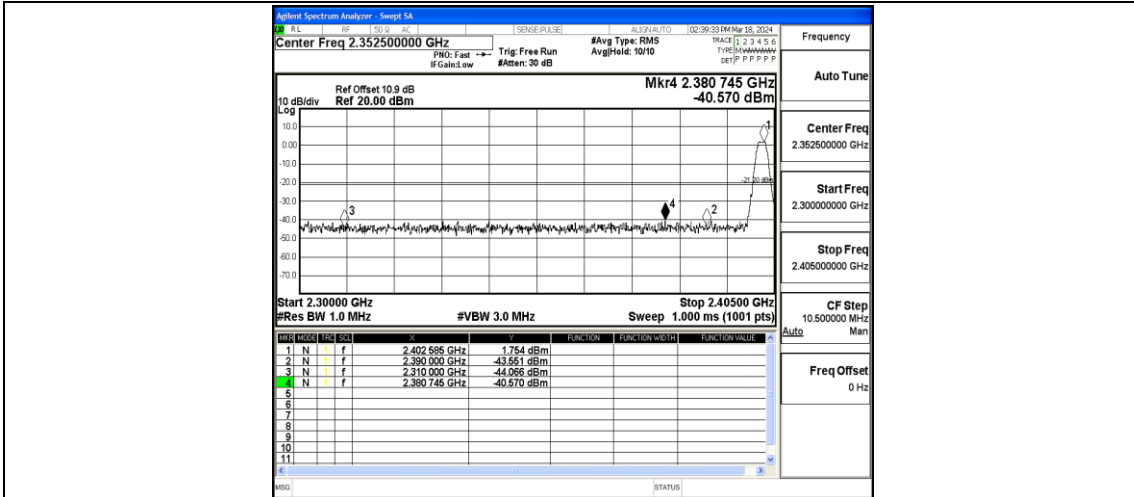 Agilent Spectrum Analyzer - Swept SA
RL RF 50 Ω AC SENSE:PULSE ALIGN AUTO 02:39:33 PM Mar 18, 2024
Center Freq 2.352500000 GHz
PNO: Fast
IFGain:Low
Trig: Free Run
#Atten: 30 dB
#Avg Type: RMS
Avg|Hold: 10/10
TRACE 1 2 3 4 5 6
TYPE M
DET P P P P P P
Ref Offset 10.9 dB
10 dB/div Ref 20.00 dBm
Log
Mkr4 2.380 745 GHz
-40.570 dBm
10.0
0.00
-10.0
-20.0
-30.0
-40.0
-50.0
-60.0
-70.0
1
-21.20 dBm
3
4
2
Start 2.30000 GHz
Stop 2.40500 GHz
#Res BW 1.0 MHz
#VBW 3.0 MHz
Sweep 1.000 ms (1001 pts)
MKR MODE TRC SCL X Y FUNCTION FUNCTION WIDTH FUNCTION VALUE
1 N 1 f 2.402 585 GHz 1.754 dBm
2 N 1 f 2.390 000 GHz -43.551 dBm
3 N 1 f 2.310 000 GHz -44.066 dBm
4 N 1 f 2.380 745 GHz -40.570 dBm
5
6
7
8
9
10
11
MSG STATUS
Frequency
Auto Tune
Center Freq
2.352500000 GHz
Start Freq
2.300000000 GHz
Stop Freq
2.405000000 GHz
CF Step
10.500000 MHz
Auto Man
Freq Offset
0 Hz